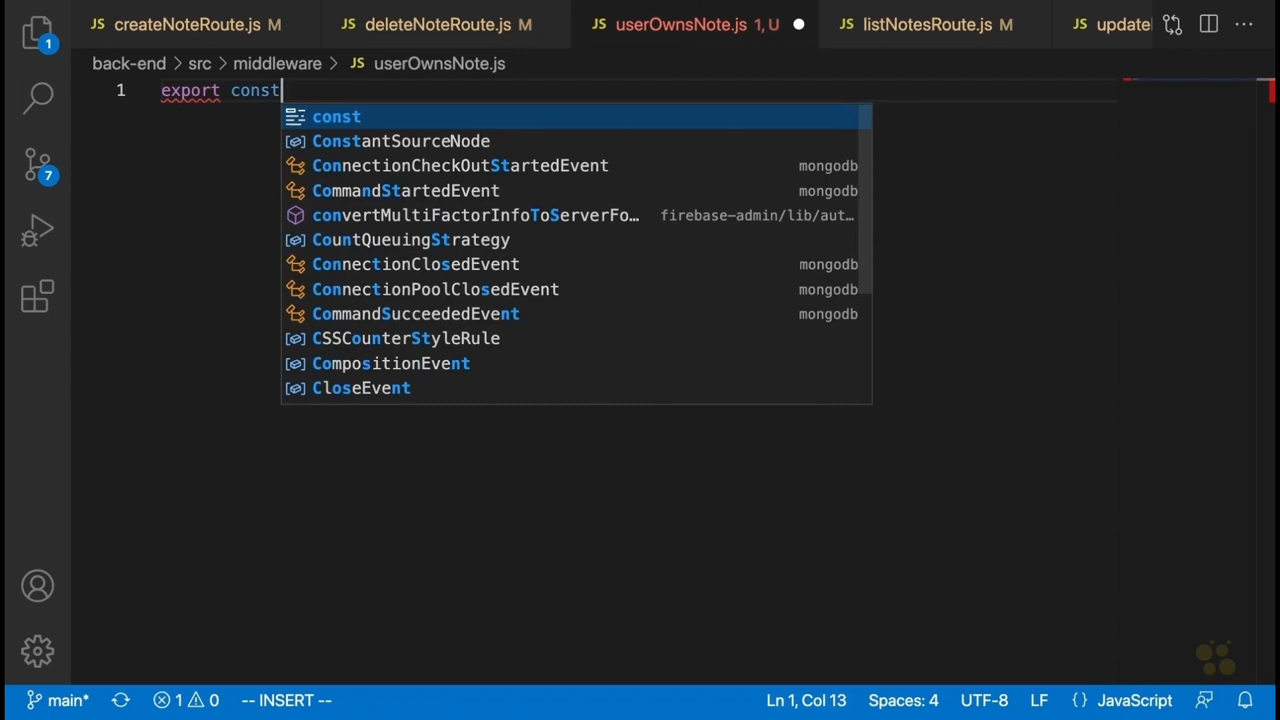 1
7
JS createNoteRoute.js M
JS deleteNoteRoute.js M
JS userOwnsNote.js 1, U
JS listNotesRoute.js M
JS updatel
back-end > src > middleware > JS userOwnsNote.js
1 export const
const
ConstantSourceNode
ConnectionCheckOutStartedEvent mongodb
CommandStartedEvent mongodb
convertMultiFactorInfoToServerFo… firebase-admin/lib/aut…
CountQueuingStrategy
ConnectionClosedEvent mongodb
ConnectionPoolClosedEvent mongodb
CommandSucceededEvent mongodb
CSSCounterStyleRule
CompositionEvent
CloseEvent
main* 1 0 -- INSERT -- Ln 1, Col 13 Spaces: 4 UTF-8 LF {} JavaScript